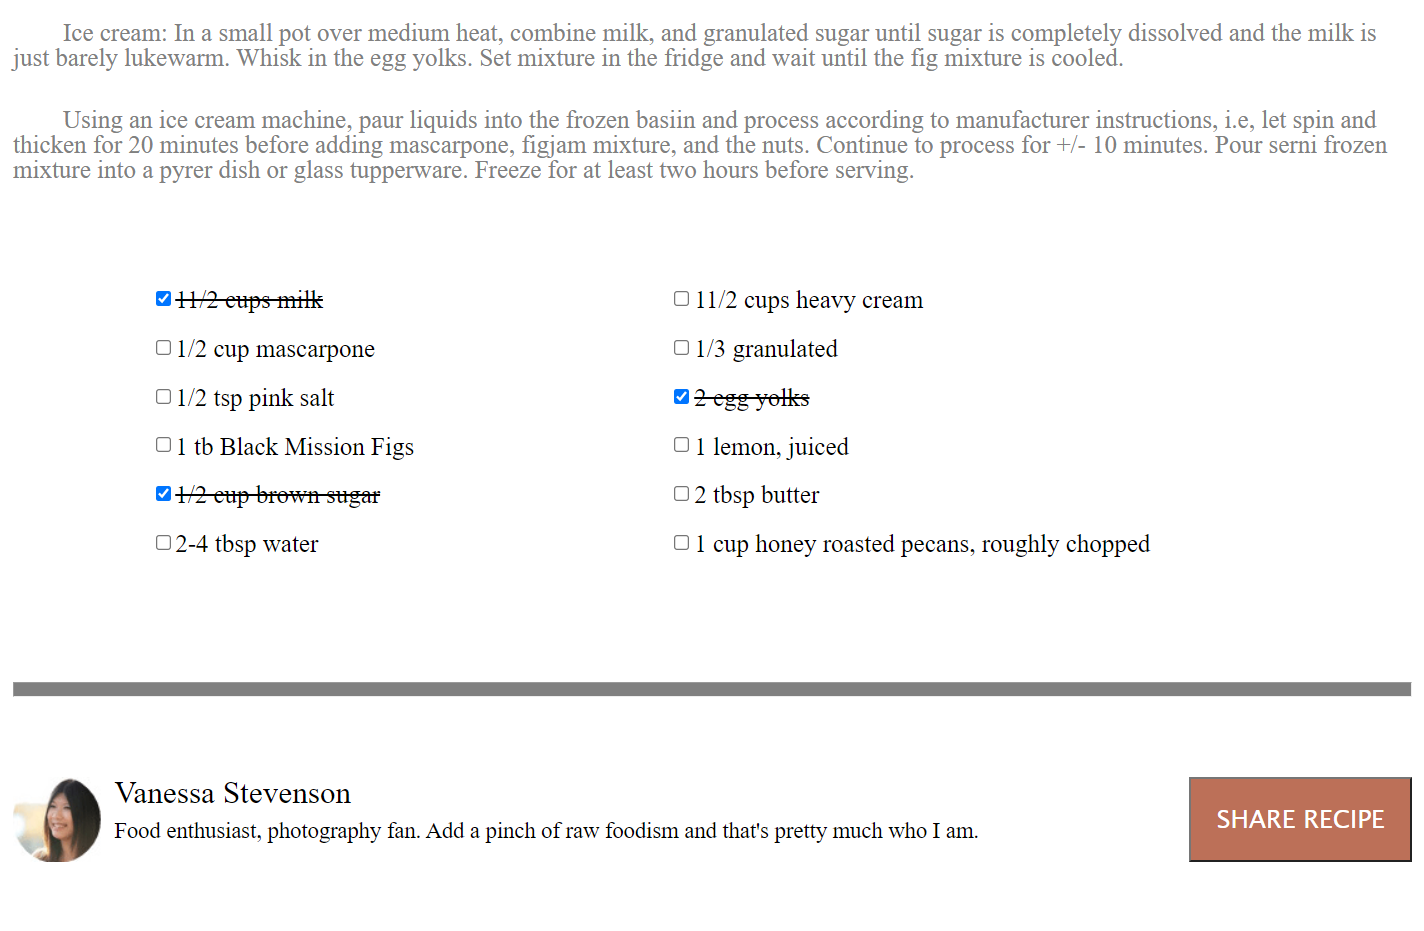 Ice cream: In a small pot over medium heat, combine milk, and granulated sugar until sugar is completely dissolved and the milk is
just barely lukewarm. Whisk in the egg yolks. Set mixture in the fridge and wait until the fig mixture is cooled.
Using an ice cream machine, paur liquids into the frozen basiin and process according to manufacturer instructions, i.e, let spin and
thicken for 20 minutes before adding mascarpone, figjam mixture, and the nuts. Continue to process for +/- 10 minutes. Pour serni frozen
mixture into a pyrer dish or glass tupperware. Freeze for at least two hours before serving.
11/2 cups milk
11/2 cups heavy cream
1/2 cup mascarpone
1/3 granulated
1/2 tsp pink salt
2 egg yolks
1 tb Black Mission Figs
1 lemon, juiced
1/2 cup brown sugar
2 tbsp butter
2-4 tbsp water
1 cup honey roasted pecans, roughly chopped
Vanessa Stevenson
Food enthusiast, photography fan. Add a pinch of raw foodism and that's pretty much who I am.
SHARE RECIPE